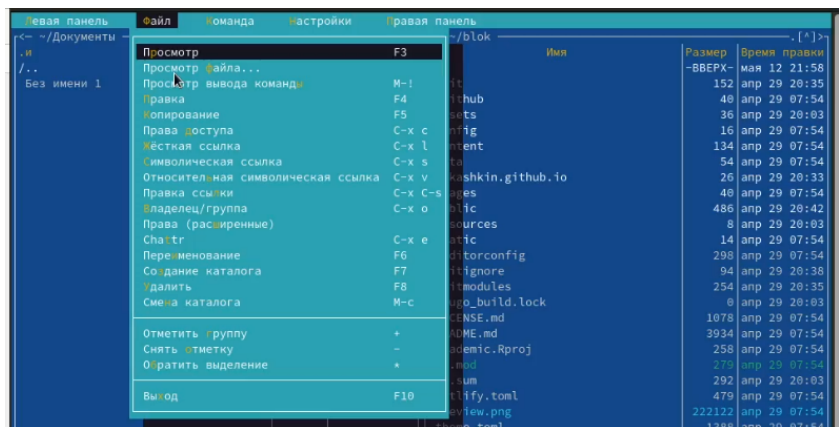 Левая панель Файл Команда Настройки Правая панель
<— ~/Документы ~/blok .[^]>
.и Имя Размер Время правки
/.. -ВВЕРХ- мая 12 21:58
Без имени 1
Просмотр F3
Просмотр файла...
Просмотр вывода команды M-!
Правка F4
Копирование F5
Права доступа C-x c
Жёсткая ссылка C-x l
Символическая ссылка C-x s
Относительная символическая ссылка C-x v
Правка ссылки C-x C-s
Владелец/группа C-x o
Права (расширенные)
Chattr C-x e
Переименование F6
Создание каталога F7
Удалить F8
Смена каталога M-c
Отметить группу +
Снять отметку -
Обратить выделение *
Выход F10
it 152 апр 29 20:35
ithub 40 апр 29 07:54
sets 36 апр 29 20:03
nfig 16 апр 29 07:54
ntent 134 апр 29 07:54
ta 54 апр 29 07:54
kashkin.github.io 26 апр 29 20:33
ages 40 апр 29 07:54
blic 486 апр 29 20:42
sources 8 апр 29 20:03
atic 14 апр 29 07:54
ditorconfig 298 апр 29 07:54
itignore 94 апр 29 20:38
itmodules 254 апр 29 20:35
ugo_build.lock 0 апр 29 20:03
CENSE.md 1078 апр 29 07:54
ADME.md 3934 апр 29 07:54
ademic.Rproj 258 апр 29 07:54
.mod 279 апр 29 07:54
.sum 292 апр 29 20:03
tlify.toml 479 апр 29 07:54
eview.png 222122 апр 29 07:54